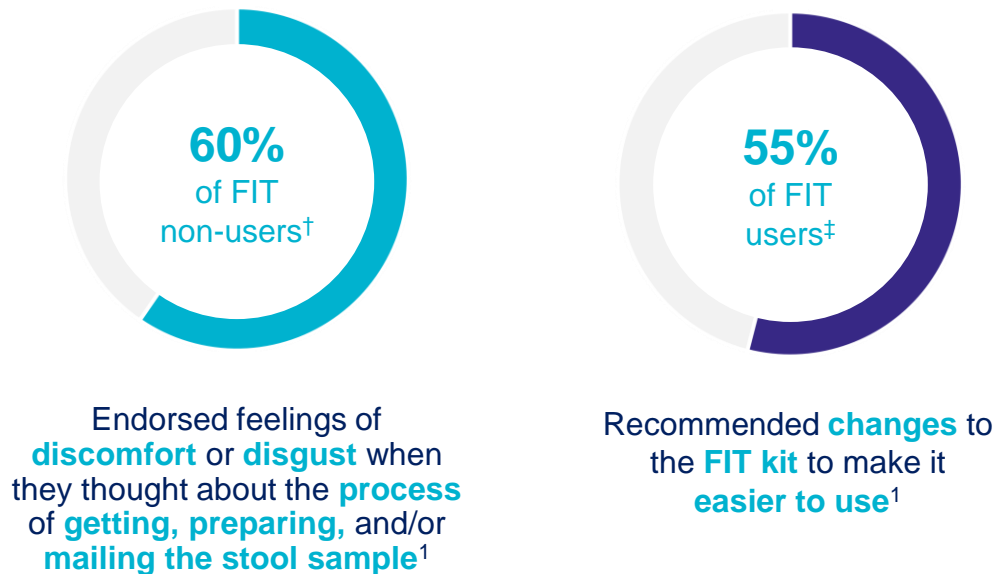 60%
of FIT
non-users†
Endorsed feelings of
discomfort or disgust when
they thought about the process
of getting, preparing, and/or
mailing the stool sample¹
55%
of FIT
users‡
Recommended changes to
the FIT kit to make it
easier to use¹